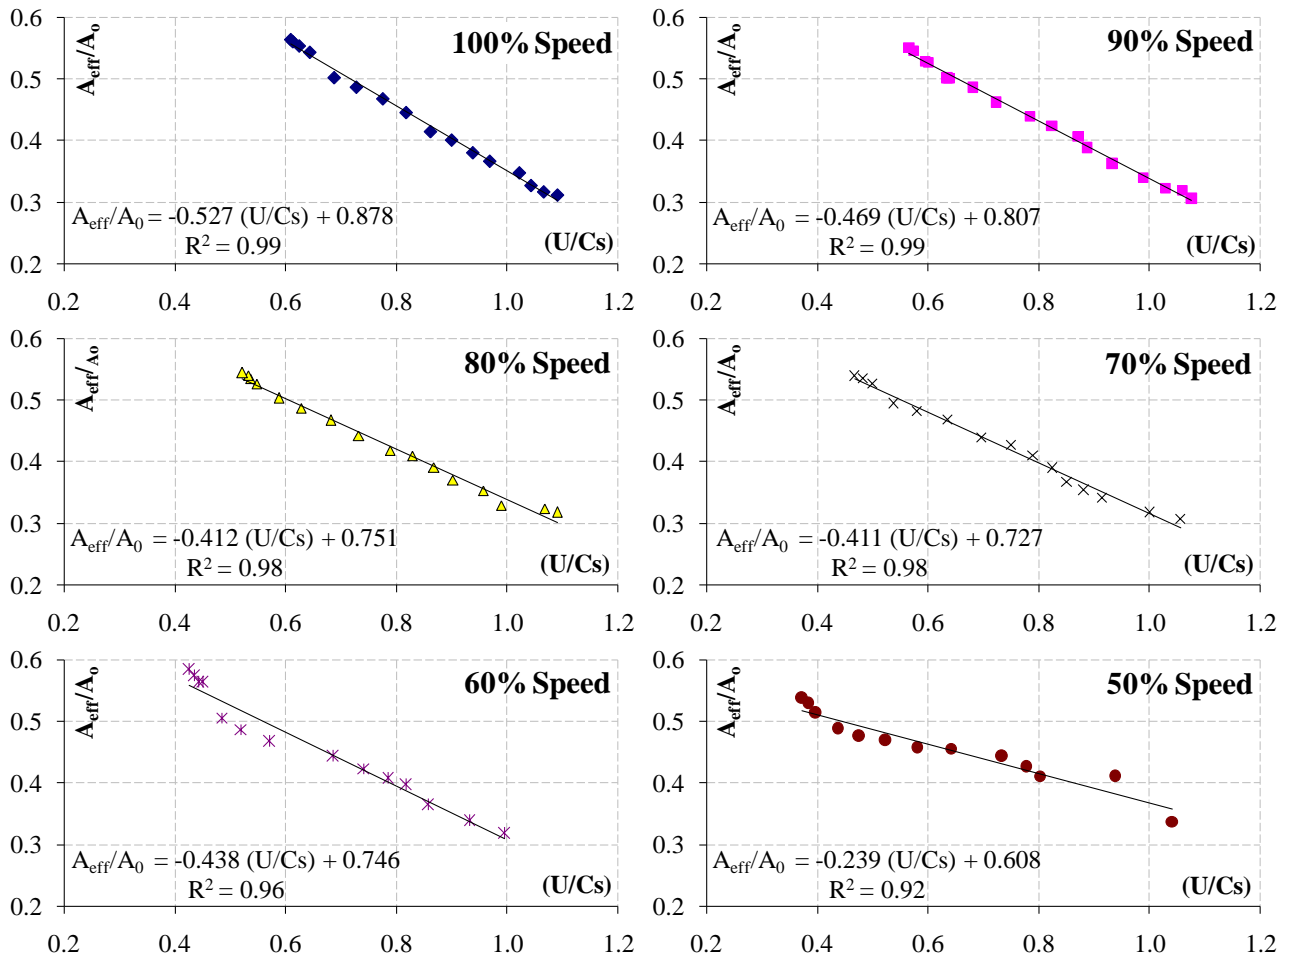 0.6
0.5
0.4
0.3
0.2
Aeff/Ao
100% Speed
Aeff/A0 = -0.527 (U/Cs) + 0.878
R2 = 0.99
(U/Cs)
0.2 0.4 0.6 0.8 1.0 1.2
0.6
0.5
0.4
0.3
0.2
Aeff/Ao
90% Speed
Aeff/A0 = -0.469 (U/Cs) + 0.807
R2 = 0.99
(U/Cs)
0.2 0.4 0.6 0.8 1.0 1.2
0.6
0.5
0.4
0.3
0.2
Aeff/Ao
80% Speed
Aeff/A0 = -0.412 (U/Cs) + 0.751
R2 = 0.98
(U/Cs)
0.2 0.4 0.6 0.8 1.0 1.2
0.6
0.5
0.4
0.3
0.2
Aeff/Ao
70% Speed
Aeff/A0 = -0.411 (U/Cs) + 0.727
R2 = 0.98
(U/Cs)
0.2 0.4 0.6 0.8 1.0 1.2
0.6
0.5
0.4
0.3
0.2
Aeff/Ao
60% Speed
Aeff/A0 = -0.438 (U/Cs) + 0.746
R2 = 0.96
(U/Cs)
0.2 0.4 0.6 0.8 1.0 1.2
0.6
0.5
0.4
0.3
0.2
Aeff/Ao
50% Speed
Aeff/A0 = -0.239 (U/Cs) + 0.608
R2 = 0.92
(U/Cs)
0.2 0.4 0.6 0.8 1.0 1.2